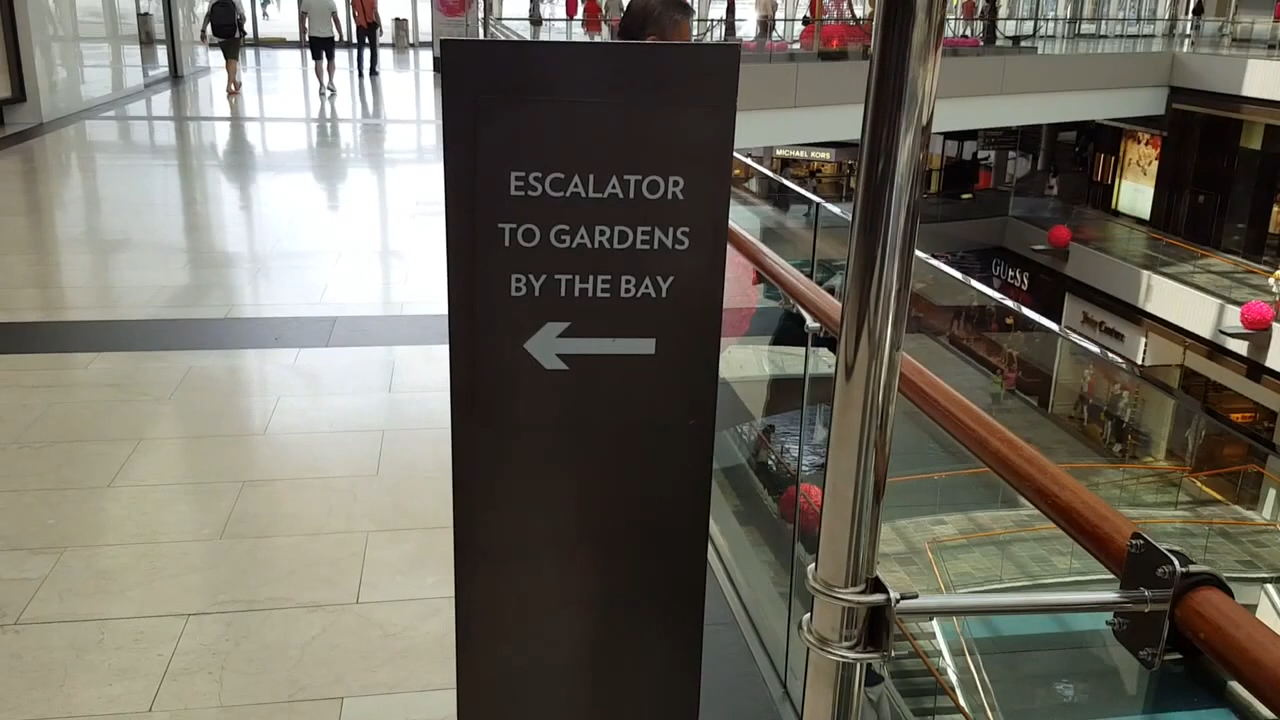 ESCALATOR
TO GARDENS
BY THE BAY
MICHAEL KORS
GUESS
Juicy Couture